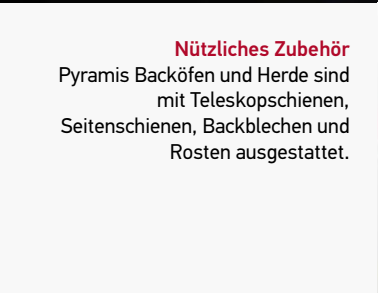 Nützliches Zubehör
Pyramis Backöfen und Herde sind
mit Teleskopschienen,
Seitenschienen, Backblechen und
Rosten ausgestattet.